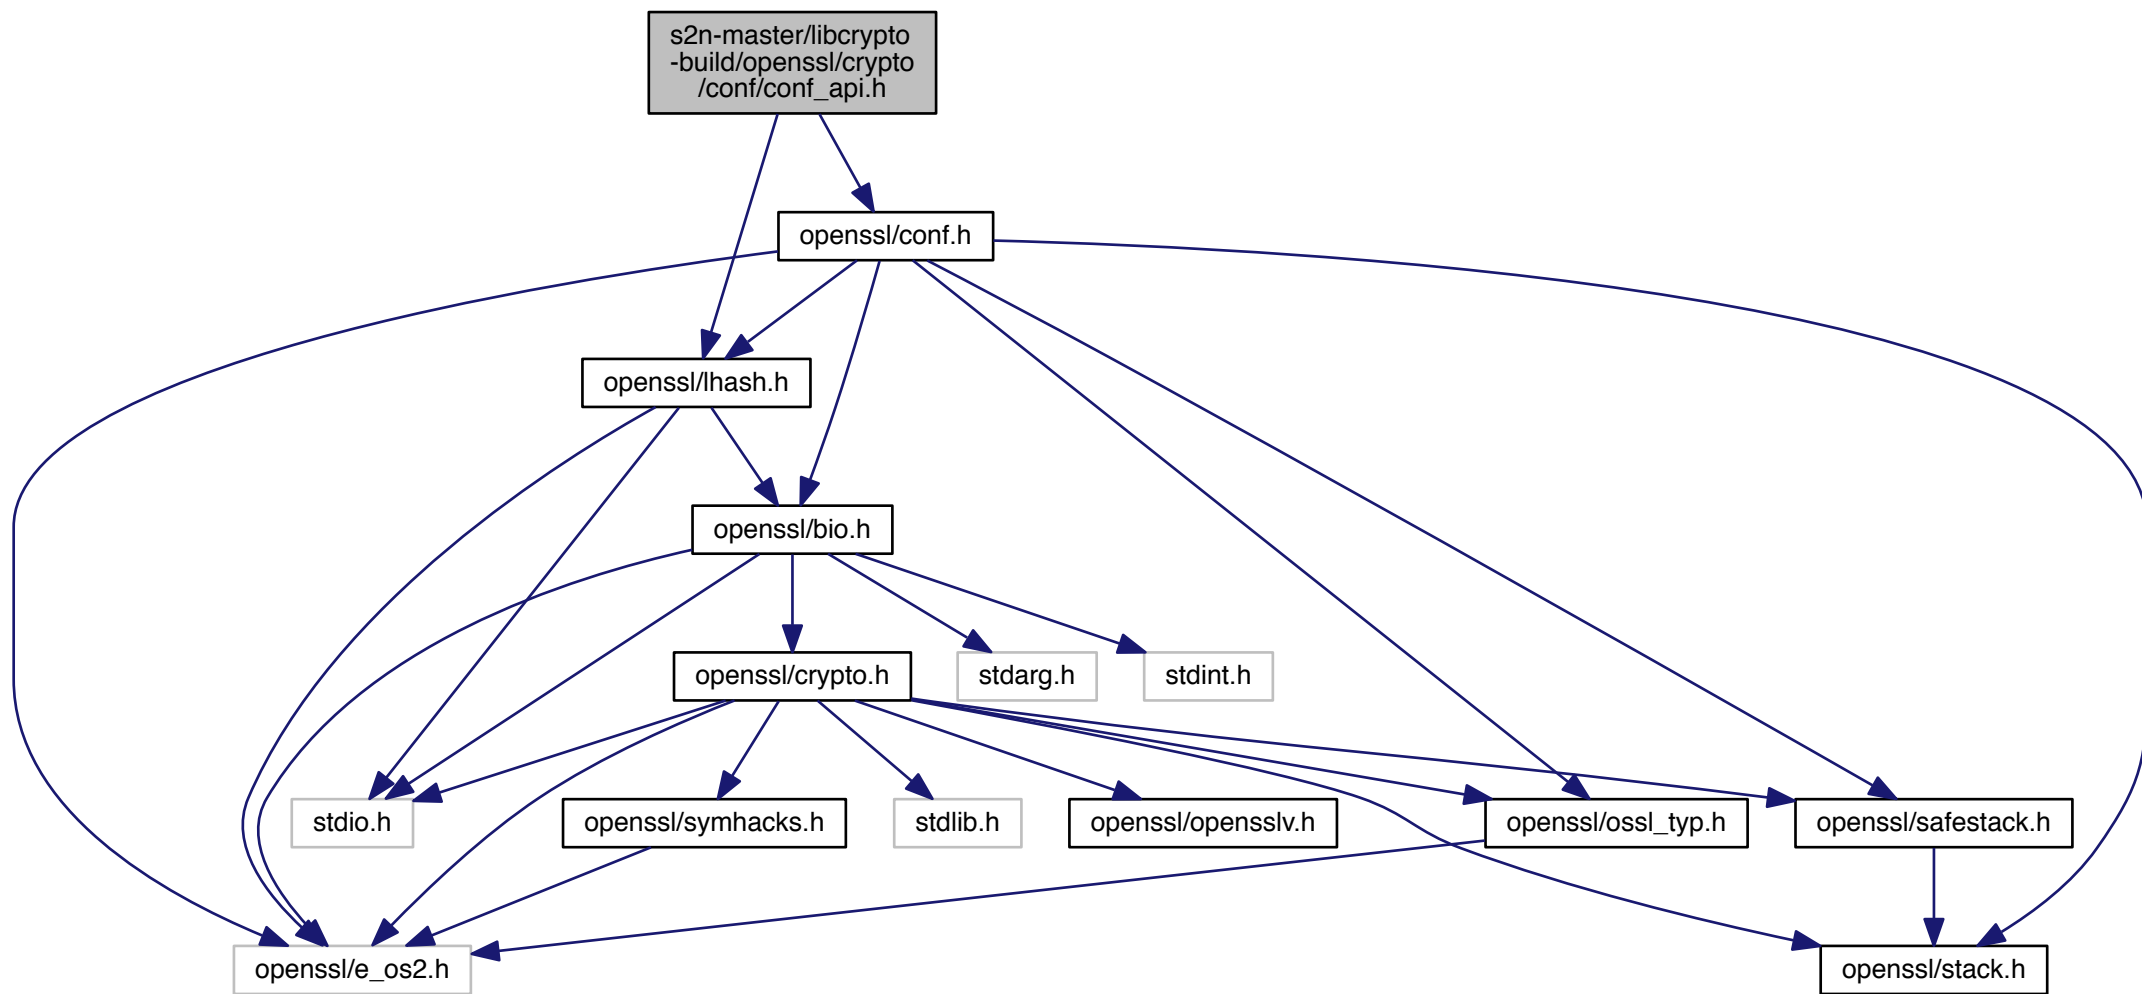 s2n-master/libcrypto
-build/openssl/crypto
/conf/conf_api.h
openssl/conf.h
openssl/lhash.h
openssl/bio.h
openssl/crypto.h
stdarg.h
stdint.h
stdio.h
openssl/symhacks.h
stdlib.h
openssl/opensslv.h
openssl/ossl_typ.h
openssl/safestack.h
openssl/e_os2.h
openssl/stack.h